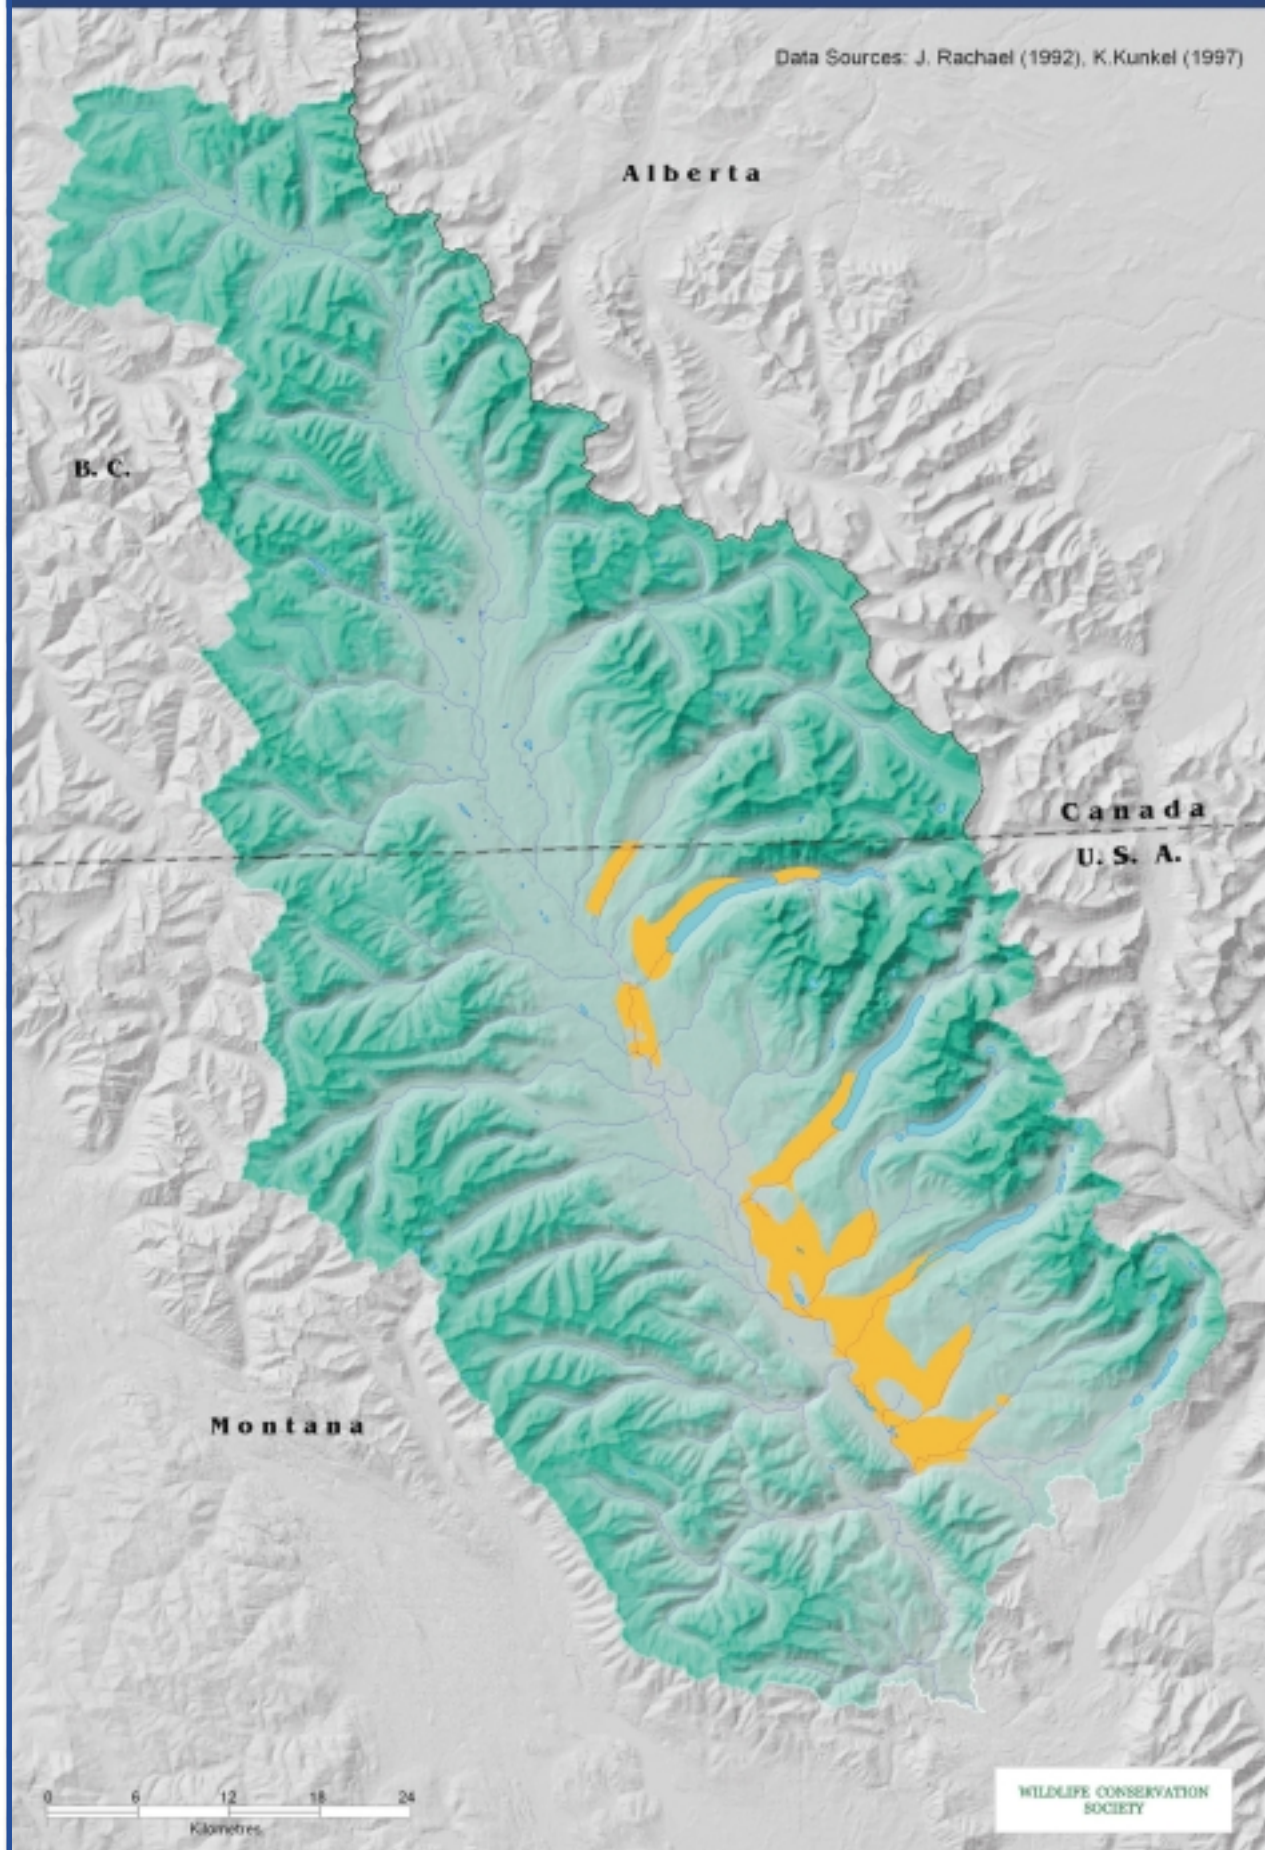 Data Sources: J. Rachael (1992), K.Kunkel (1997)
Alberta
B. C.
Canada
U. S. A.
Montana
0 6 12 18 24
Kilometres
WILDLIFE CONSERVATION
SOCIETY